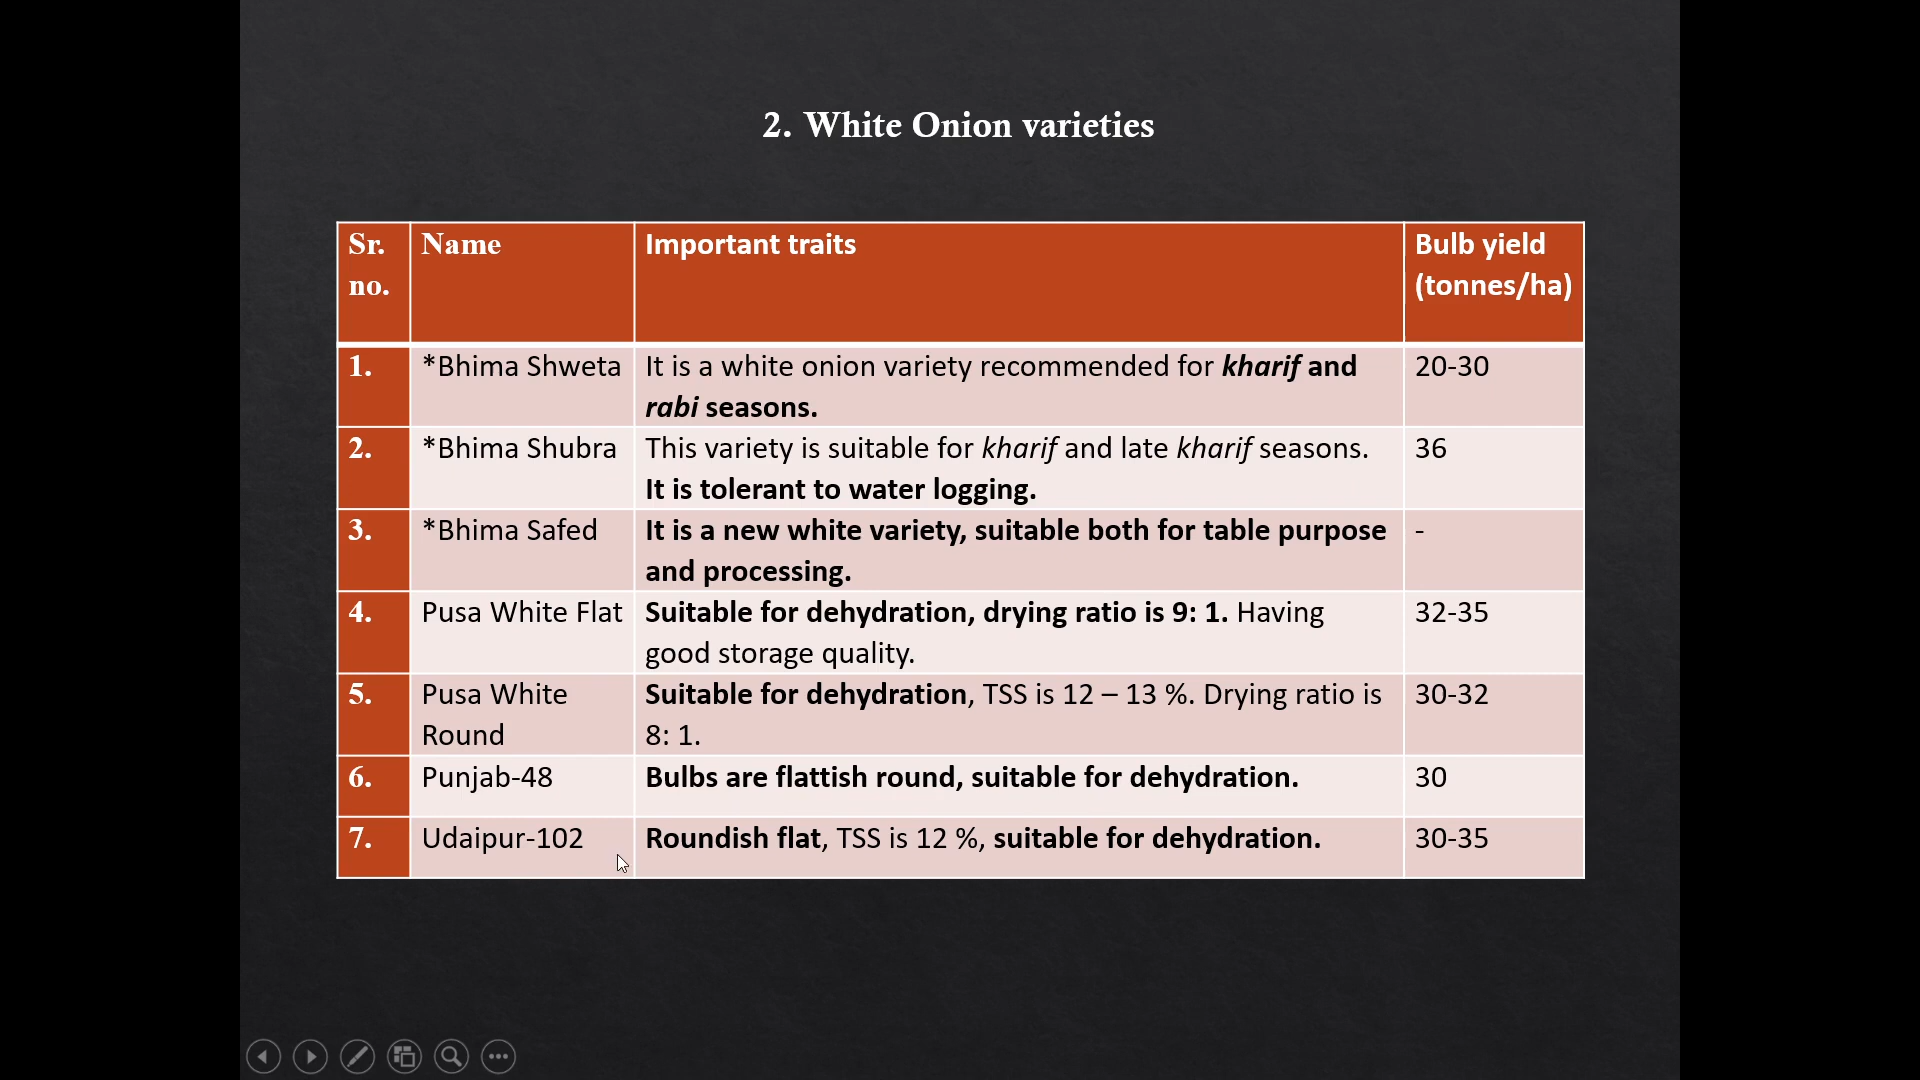 2. White Onion varieties
Sr. no. Name Important traits Bulb yield (tonnes/ha)
1. *Bhima Shweta It is a white onion variety recommended for kharif and
rabi seasons. 20-30
2. *Bhima Shubra This variety is suitable for kharif and late kharif seasons.
It is tolerant to water logging. 36
3. *Bhima Safed It is a new white variety, suitable both for table purpose
and processing. -
4. Pusa White Flat Suitable for dehydration, drying ratio is 9: 1. Having
good storage quality. 32-35
5. Pusa White Round Suitable for dehydration, TSS is 12 – 13 %. Drying ratio is
8: 1. 30-32
6. Punjab-48 Bulbs are flattish round, suitable for dehydration. 30
7. Udaipur-102 Roundish flat, TSS is 12 %, suitable for dehydration. 30-35